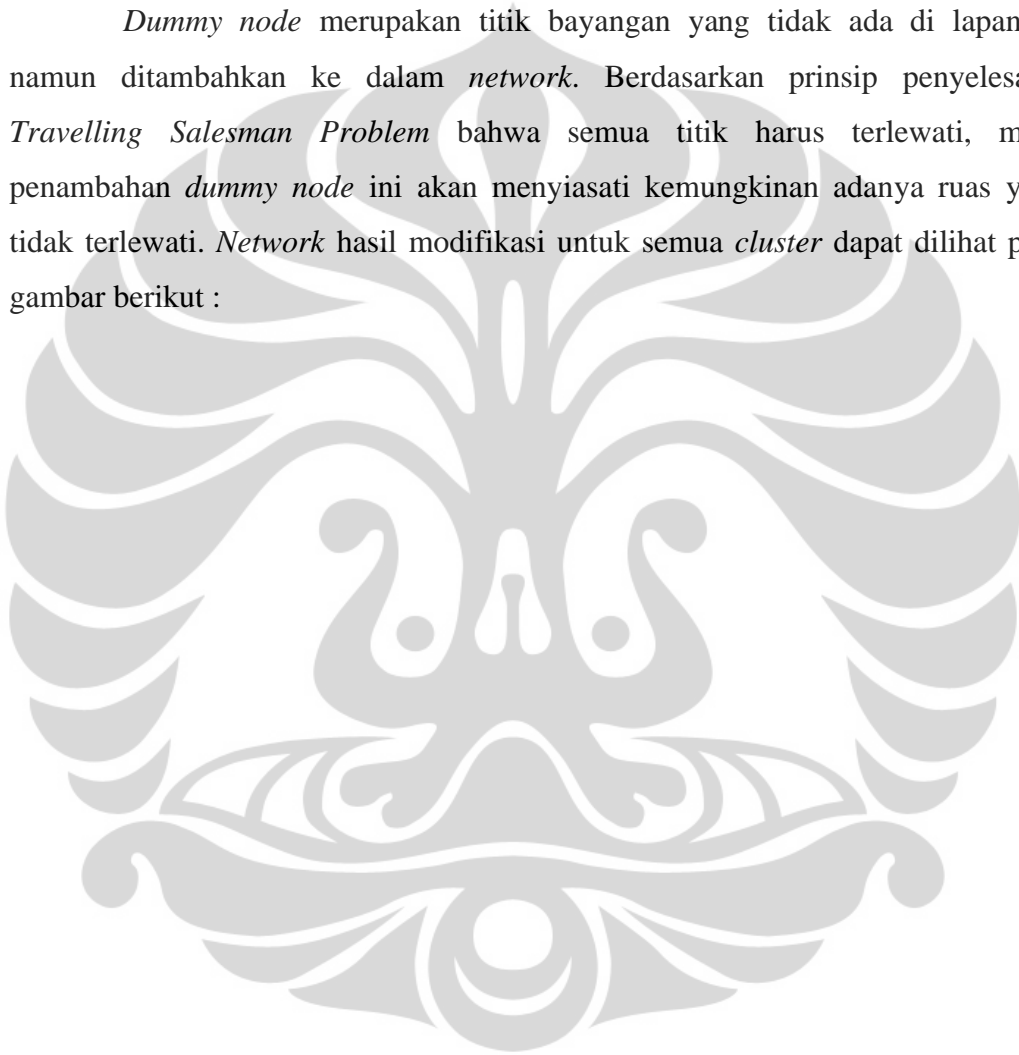 Dummy node merupakan titik bayangan yang tidak ada di lapan
namun ditambahkan ke dalam network. Berdasarkan prinsip penyelesa
Travelling Salesman Problem bahwa semua titik harus terlewati, m
penambahan dummy node ini akan menyiasati kemungkinan adanya ruas y
tidak terlewati. Network hasil modifikasi untuk semua cluster dapat dilihat p
gambar berikut :